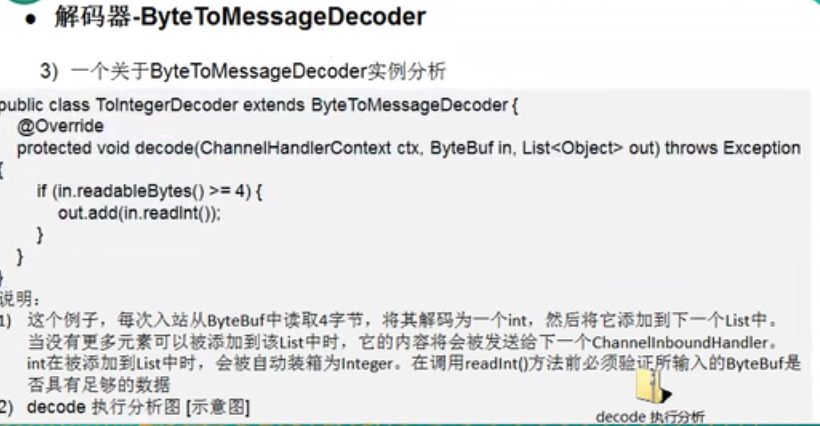 • 解码器-ByteToMessageDecoder
3) 一个关于ByteToMessageDecoder实例分析
public class ToIntegerDecoder extends ByteToMessageDecoder {
@Override
protected void decode(ChannelHandlerContext ctx, ByteBuf in, List<Object> out) throws Exception
{
if (in.readableBytes() >= 4) {
out.add(in.readInt());
}
}
}
说明：
1) 这个例子，每次入站从ByteBuf中读取4字节，将其解码为一个int，然后将它添加到下一个List中。
当没有更多元素可以被添加到该List中时，它的内容将会被发送给下一个ChannelInboundHandler。
int在被添加到List中时，会被自动装箱为Integer。在调用readInt()方法前必须验证所输入的ByteBuf是
否具有足够的数据
2) decode 执行分析图 [示意图]
decode 执行分析